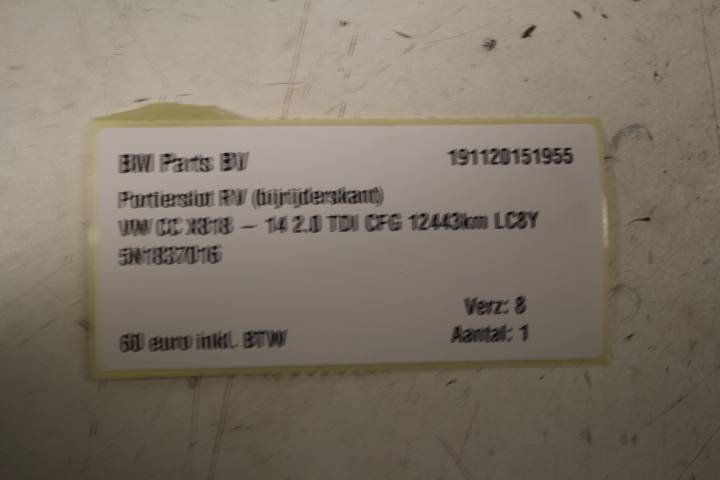 BW Parts BV 191120151955
Portierslot RV (bijrijderskant)
VW CC X318 – 14 2.0 TDI CFG 12443km LC8Y
5N1837016
Verz: 8
60 euro inkl. BTW Aantal: 1